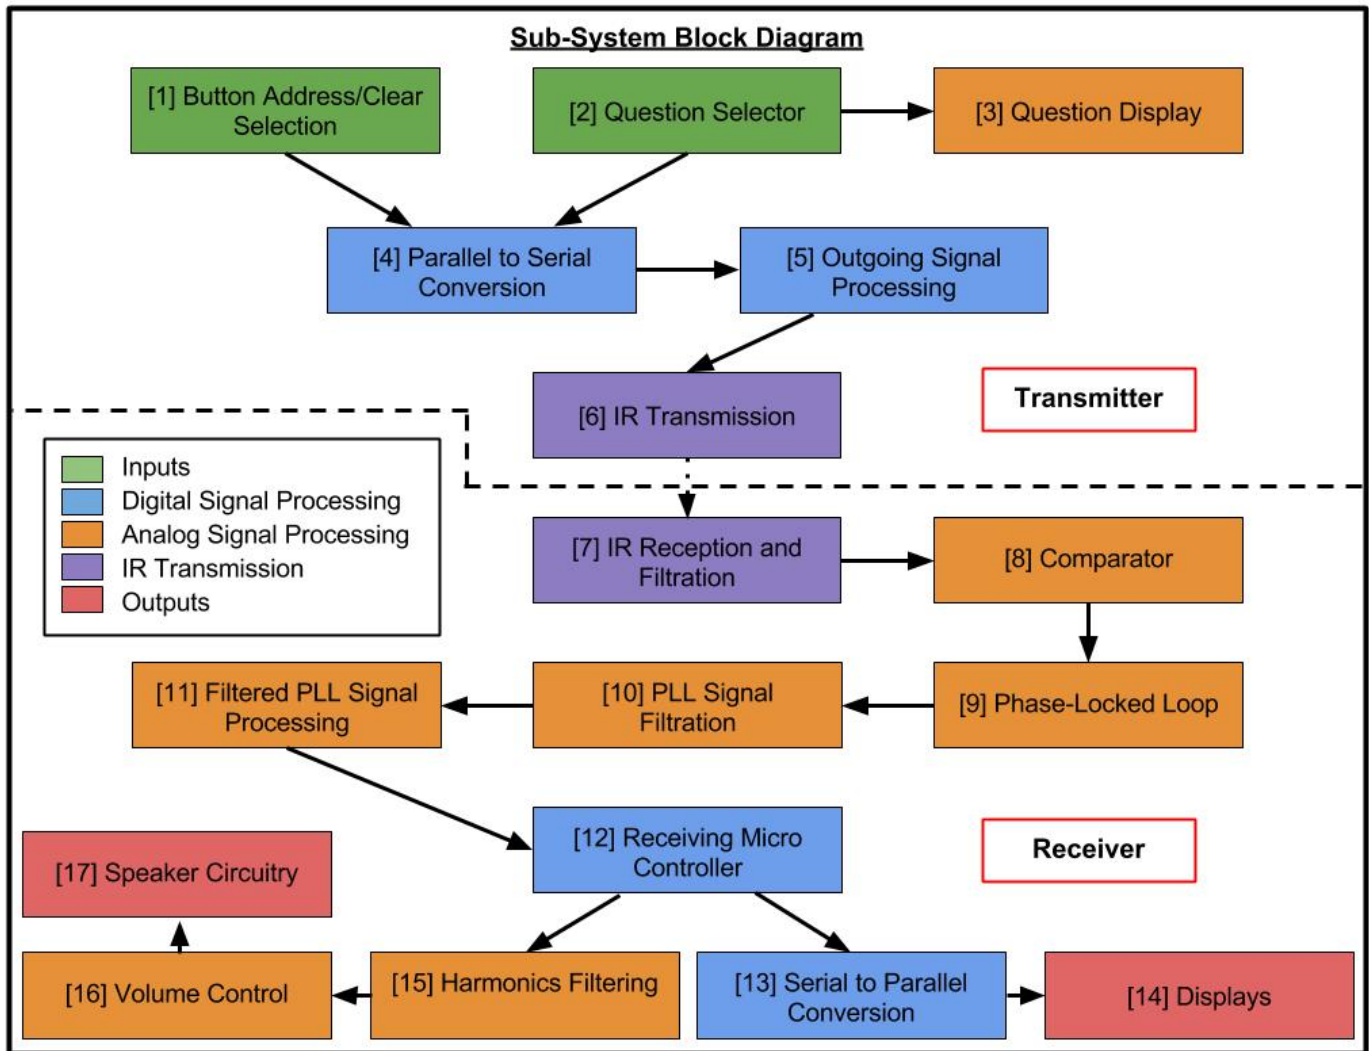 Sub-System Block Diagram
[1] Button Address/Clear
Selection
[2] Question Selector
[3] Question Display
[4] Parallel to Serial
Conversion
[5] Outgoing Signal
Processing
[6] IR Transmission
Transmitter
Inputs
Digital Signal Processing
Analog Signal Processing
IR Transmission
Outputs
[7] IR Reception and
Filtration
[8] Comparator
[11] Filtered PLL Signal
Processing
[10] PLL Signal
Filtration
[9] Phase-Locked Loop
[12] Receiving Micro
Controller
Receiver
[17] Speaker Circuitry
[16] Volume Control
[15] Harmonics Filtering
[13] Serial to Parallel
Conversion
[14] Displays